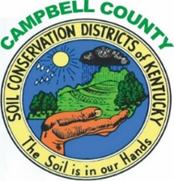 CAMPBELL COUNTY
SOIL CONSERVATION DISTRICTS of KENTUCKY
The Soil is in our Hands